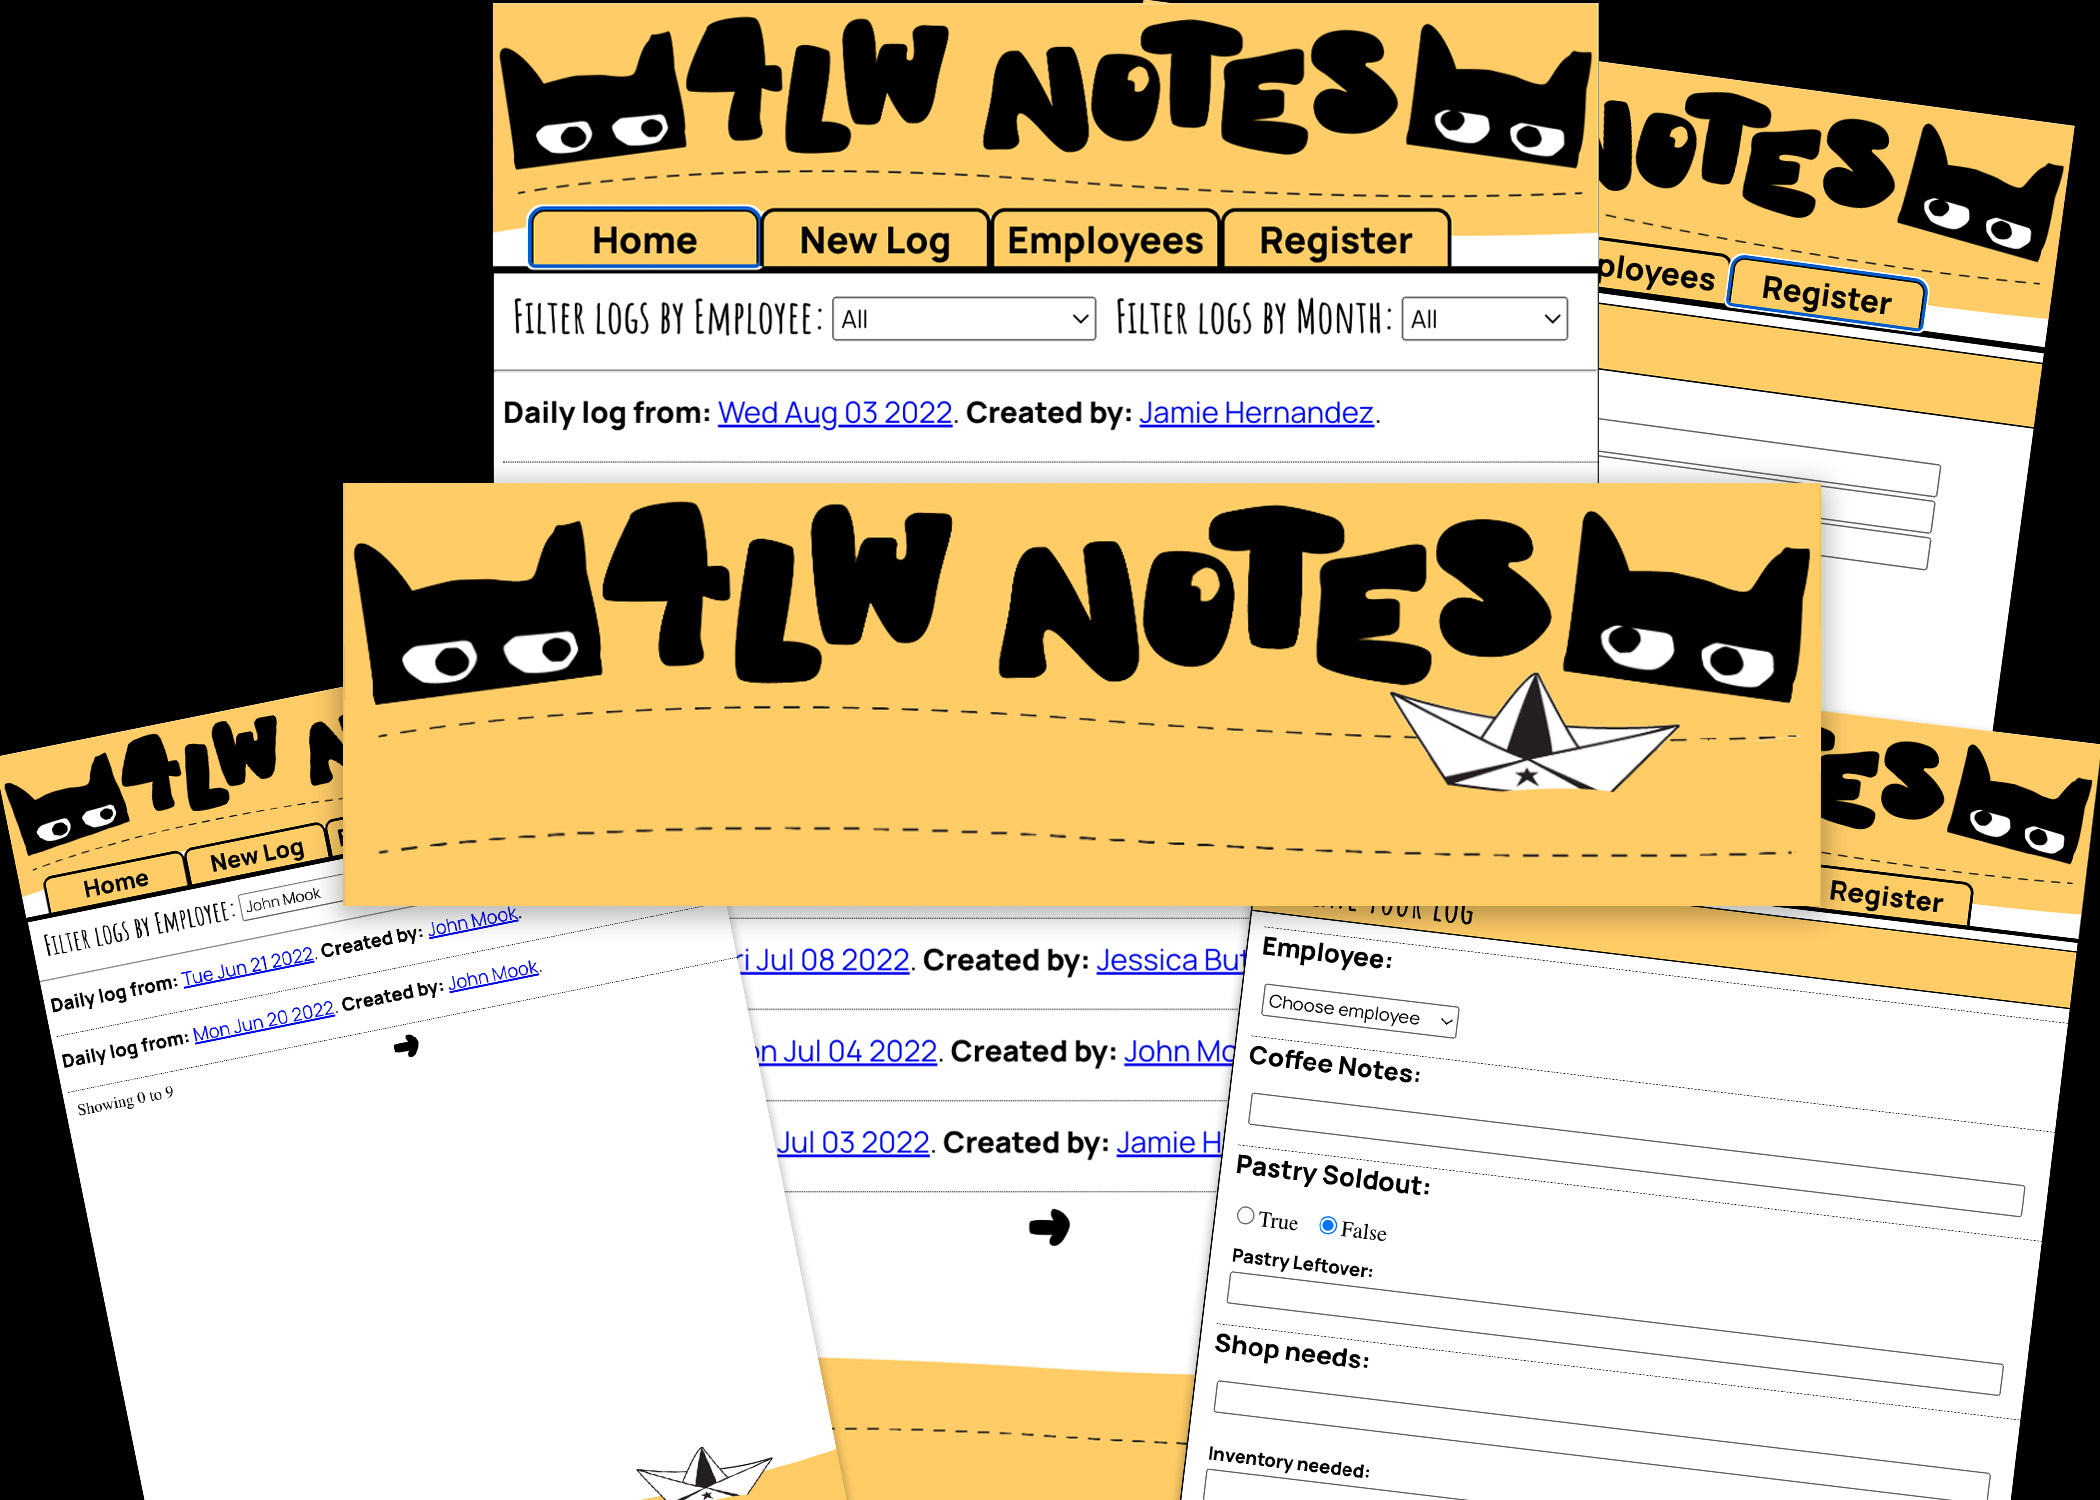 4LW NOTES
Home New Log Employees Register
Filter logs by Employee: All Filter logs by Month: All
Daily log from: Wed Aug 03 2022. Created by: Jamie Hernandez.
NOTES
ployees Register
4LW NOTES
4LW N
Home New Log
Filter logs by Employee: John Mook
Daily log from: Tue Jun 21 2022. Created by: John Mook.
Daily log from: Mon Jun 20 2022. Created by: John Mook.
Showing 0 to 9
ri Jul 08 2022. Created by: Jessica But
on Jul 04 2022. Created by: John Mo
Jul 03 2022. Created by: Jamie H
ES
Register
YOUR LOG
Employee:
Choose employee
Coffee Notes:
Pastry Soldout:
True False
Pastry Leftover:
Shop needs:
Inventory needed: